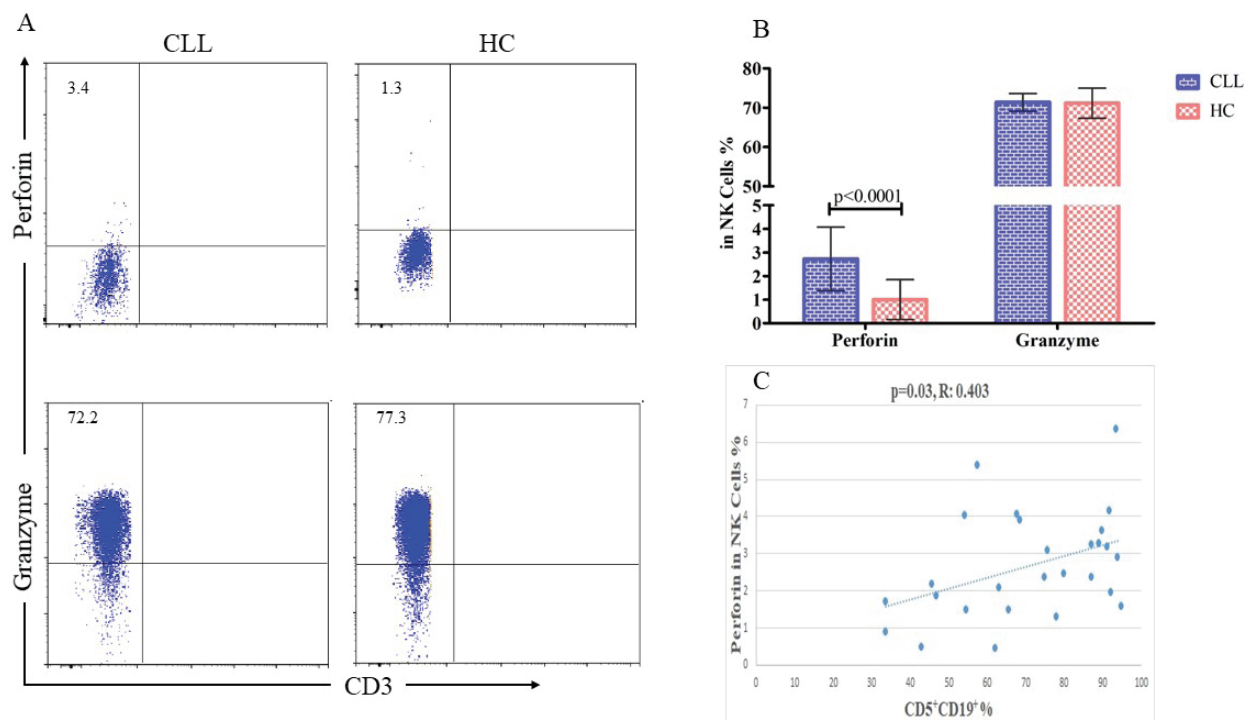 A
CLL
HC
Perforin
3.4
1.3
Granzyme
72.2
77.3
CD3
B
80
70
60
50
5
4
3
2
1
0
in NK Cells %
p<0.0001
Perforin
Granzyme
CLL
HC
C
p=0.03, R: 0.403
Perforin in NK Cells %
7
6
5
4
3
2
1
0
0 10 20 30 40 50 60 70 80 90 100
CD5⁺CD19⁺ %